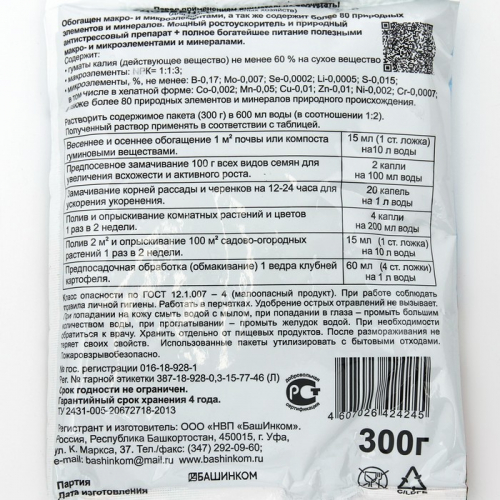 Обогащен макро- и микроэлементами, а так же содержит более 80 природных
элементов и минералов. Мощный ростоускоритель и природный
антистрессовый препарат + полное богатейшее питание полезными
макро- и микроэлементами и минералами.
Содержит:
• гуматы калия (действующее вещество) не менее 60 % на сухое вещество
• макроэлементы: NPK= 1:1:3;
• микроэлементы, %, не менее: B-0,17; Mo-0,007; Se-0,0002; Li-0,0005; S-0,015;
в том числе в хелатной форме: Co-0,002; Mn-0,05; Cu-0,01; Zn-0,01; Ni-0,002; Cr-0,0007;
а также более 80 природных элементов и минералов природного происхождения.
Растворить содержимое пакета (300 г) в 600 мл воды (в соотношении 1:2).
Полученный раствор применять в соответствии с таблицей.
Весеннее и осеннее обогащение 1 м² почвы или компоста
гуминовыми веществами.
15 мл (1 ст. ложка)
на10 л воды
Предпосевное замачивание 100 г всех видов семян для
увеличения всхожести и активного роста.
2 капли
на 100 мл воды
Замачивание корней рассады и черенков на 12-24 часа для
ускорения укоренения.
20 капель
на 1 л воды
Полив и опрыскивание комнатных растений и цветов
1 раз в 2 недели.
4 капли
на 200 мл воды
Полив 2 м² и опрыскивание 100 м² садово-огородных
растений 1 раз в 2 недели.
15 мл (1 ст. ложка)
на 10 л воды
Предпосадочная обработка (обмакивание) 1 ведра клубней
картофеля.
60 мл (4 ст. ложки)
на 1 л воды
Класс опасности по ГОСТ 12.1.007 – 4 (малоопасный продукт). При работе соблюдать
правила личной гигиены. Работать в перчатках. Удобрение острых отравлений не вызывает.
При попадании на кожу смыть водой с мылом, при попадании в глаза – промыть большим
количеством воды, при проглатывании – промыть желудок водой. При необходимости
обратиться к врачу. Хранить отдельно от пищевых продуктов. После размораживания не
теряет своих свойств. Использованные пакеты утилизировать с бытовыми отходами.
Пожаровзрывобезопасно.
№ гос. регистрации 016-18-928-1
Рег. № тарной этикетки 387-18-928-0,3-15-77-46 (Л)
Срок годности не ограничен.
Гарантийный срок хранения 4 года.
ТУ 2431-005-20672718-2013
добровольная
сертификация
4 607026 424245
Регистрант и изготовитель: ООО «НВП «БашИнком».
Россия, Республика Башкортостан, 450015, г. Уфа,
ул. К. Маркса, 37. Тел./факс: (347) 292-09-60;
e-mail: bashinkom@mail.ru www.bashinkom.ru
300г
БАШИНКОМ
Партия
Дата изготовления